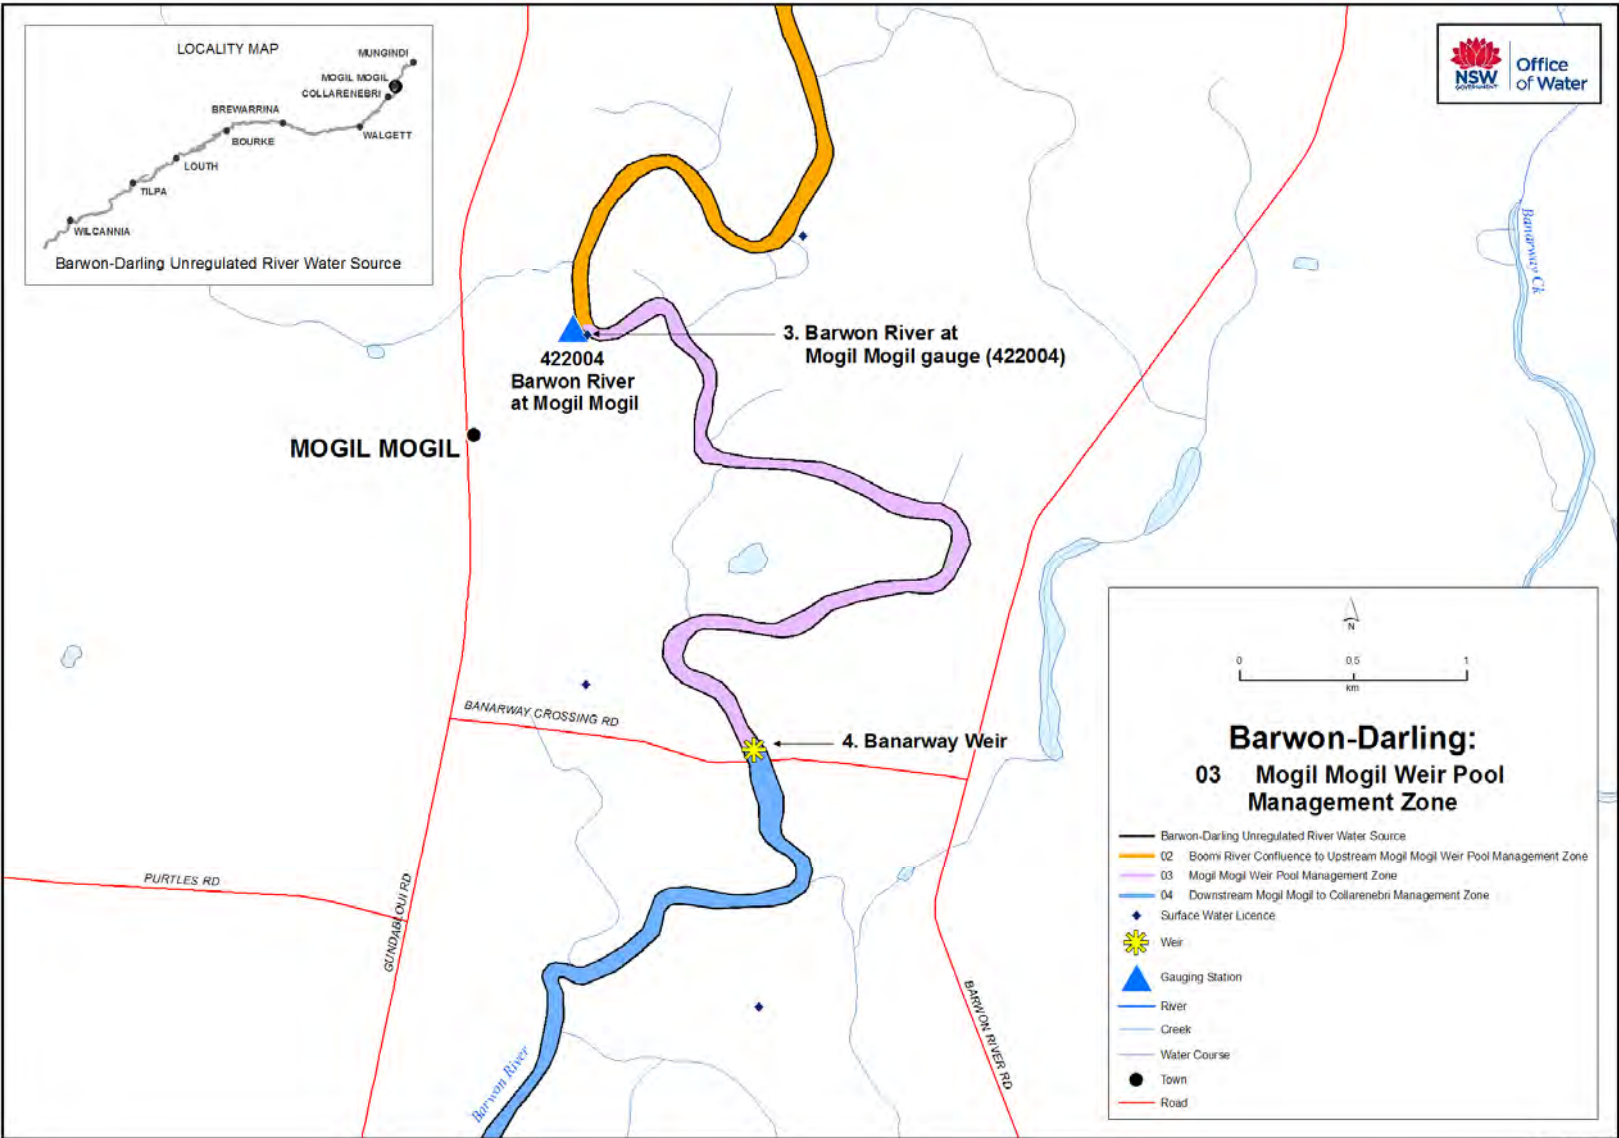 LOCALITY MAP
MUNGINDI
MOGIL MOGIL
COLLARENEBRI
BREWARRINA
WALGETT
BOURKE
LOUTH
TILPA
WILCANNIA
Barwon-Darling Unregulated River Water Source
NSW
GOVERNMENT
Office
of Water
Banarway Ck
3. Barwon River at
Mogil Mogil gauge (422004)
422004
Barwon River
at Mogil Mogil
MOGIL MOGIL
BANARWAY CROSSING RD
4. Banarway Weir
PURTLES RD
GUNDABLOUI RD
BARWON RIVER RD
Barwon River
N
0 0.5 1
km
Barwon-Darling:
03 Mogil Mogil Weir Pool
Management Zone
Barwon-Darling Unregulated River Water Source
02 Boomi River Confluence to Upstream Mogil Mogil Weir Pool Management Zone
03 Mogil Mogil Weir Pool Management Zone
04 Downstream Mogil Mogil to Collarenebri Management Zone
Surface Water Licence
Weir
Gauging Station
River
Creek
Water Course
Town
Road